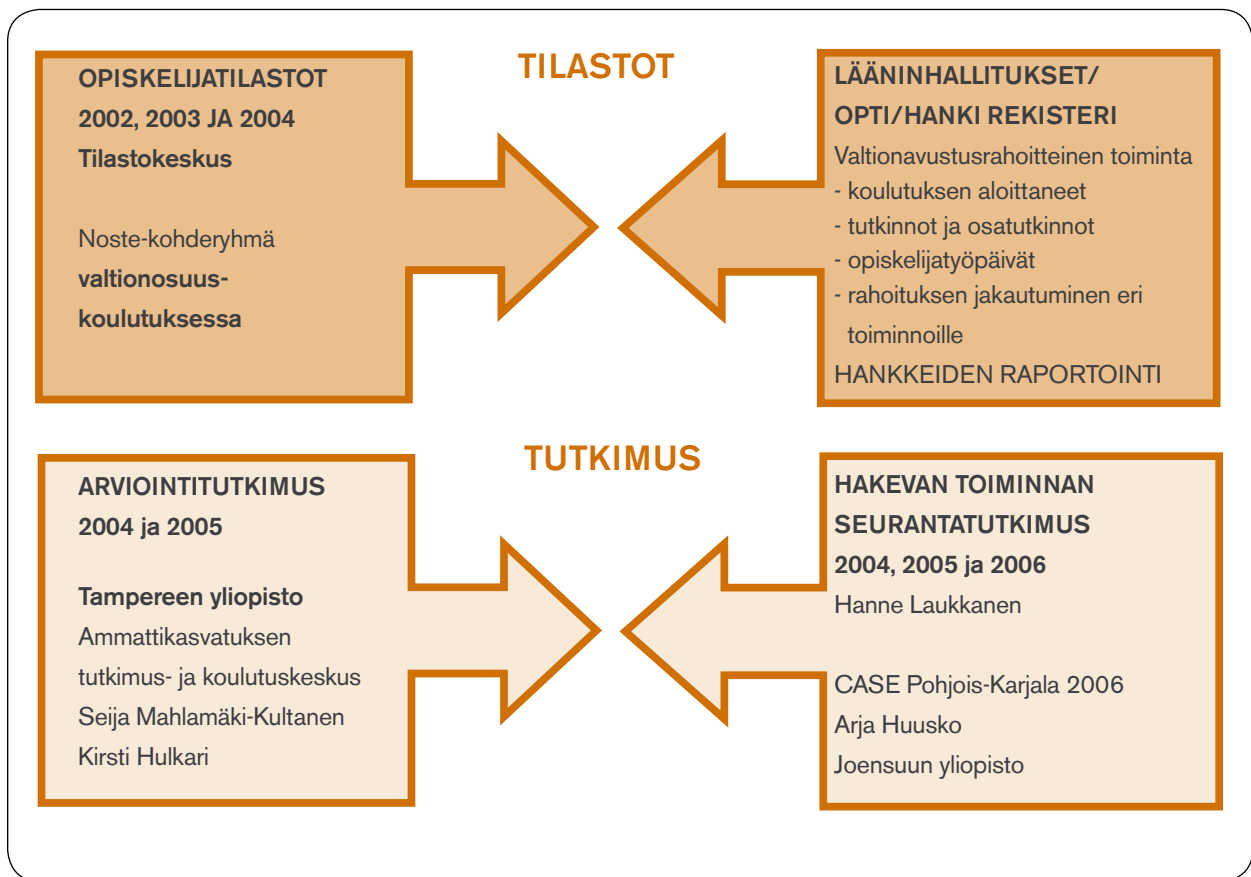 TILASTOT
OPISKELIJATILASTOT
2002, 2003 JA 2004
Tilastokeskus
Noste-kohderyhmä
valtionosuus-
koulutuksessa
LÄÄNINHALLITUKSET/
OPTI/HANKI REKISTERI
Valtionavustusrahoitteinen toiminta
- koulutuksen aloittaneet
- tutkinnot ja osatutkinnot
- opiskelijatyöpäivät
- rahoituksen jakautuminen eri
toiminnoille
HANKKEIDEN RAPORTOINTI
TUTKIMUS
ARVIOINTITUTKIMUS
2004 ja 2005
Tampereen yliopisto
Ammattikasvatuksen
tutkimus- ja koulutuskeskus
Seija Mahlamäki-Kultanen
Kirsti Hulkari
HAKEVAN TOIMINNAN
SEURANTATUTKIMUS
2004, 2005 ja 2006
Hanne Laukkanen
CASE Pohjois-Karjala 2006
Arja Huusko
Joensuun yliopisto